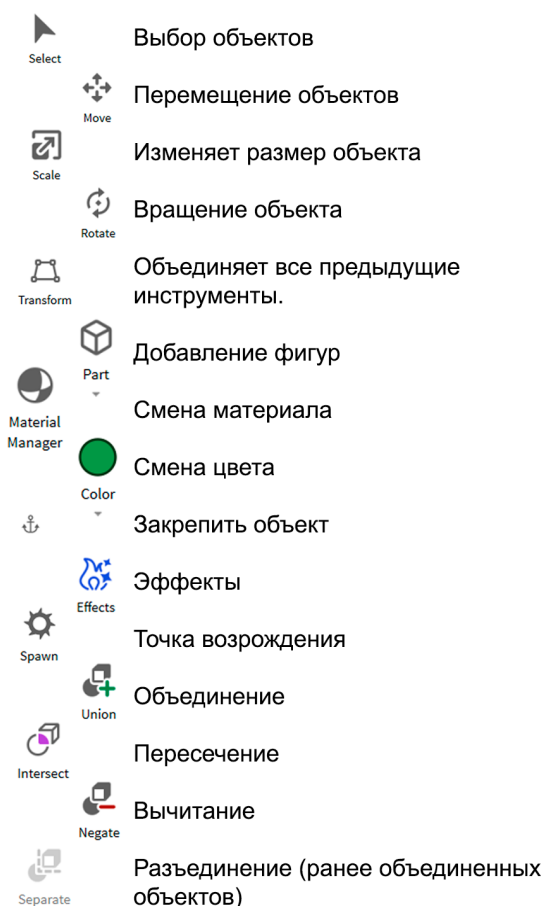 Выбор объектов
Select
Перемещение объектов
Move
Изменяет размер объекта
Scale
Вращение объекта
Rotate
Объединяет все предыдущие
инструменты.
Transform
Добавление фигур
Part
Смена материала
Material
Manager
Смена цвета
Color
Закрепить объект
Эффекты
Effects
Точка возрождения
Spawn
Объединение
Union
Пересечение
Intersect
Вычитание
Negate
Разъединение (ранее объединенных
объектов)
Separate